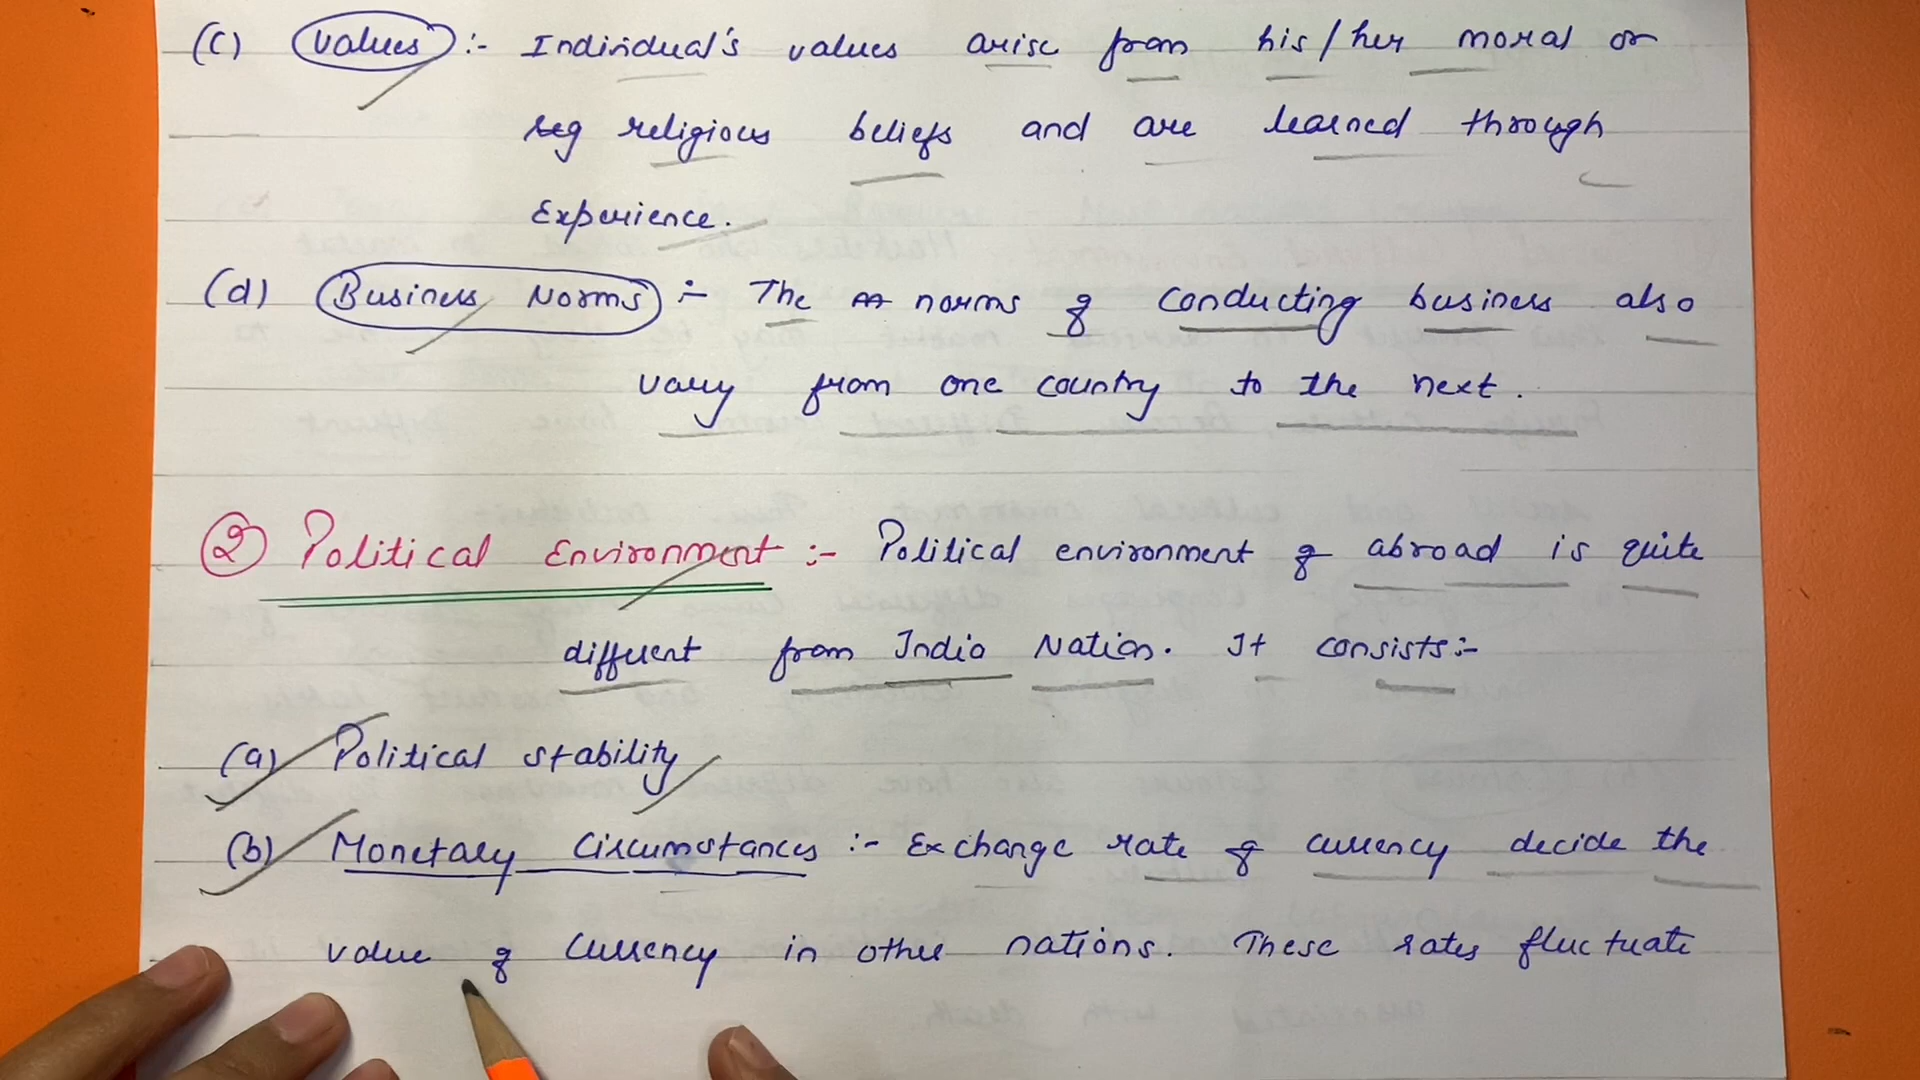 (c) Values :- Individual's values arise from his/her moral or
reg religious beliefs and are learned through
Experience.
(d) Business Norms :- The norms of conducting business also
vary from one country to the next.
② Political Environment :- Political environment of abroad is quite
different from India Nation. It consists:-
(a) Political stability
(b) Monetary Circumstances :- Exchange rate of currency decide the
value of currency in other nations. These rates fluctuate